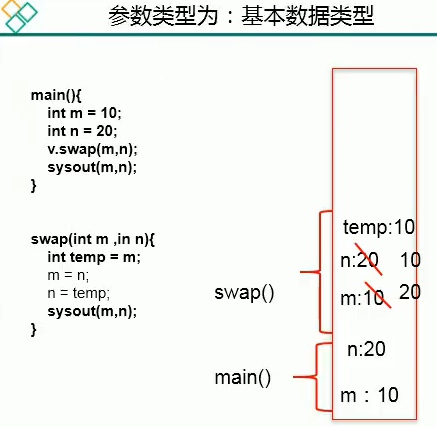 参数类型为：基本数据类型
main(){
int m = 10;
int n = 20;
v.swap(m,n);
sysout(m,n);
}
swap(int m ,in n){
int temp = m;
m = n;
n = temp;
sysout(m,n);
}
temp:10
n:20 10
m:10 20
swap()
n:20
main()
m：10